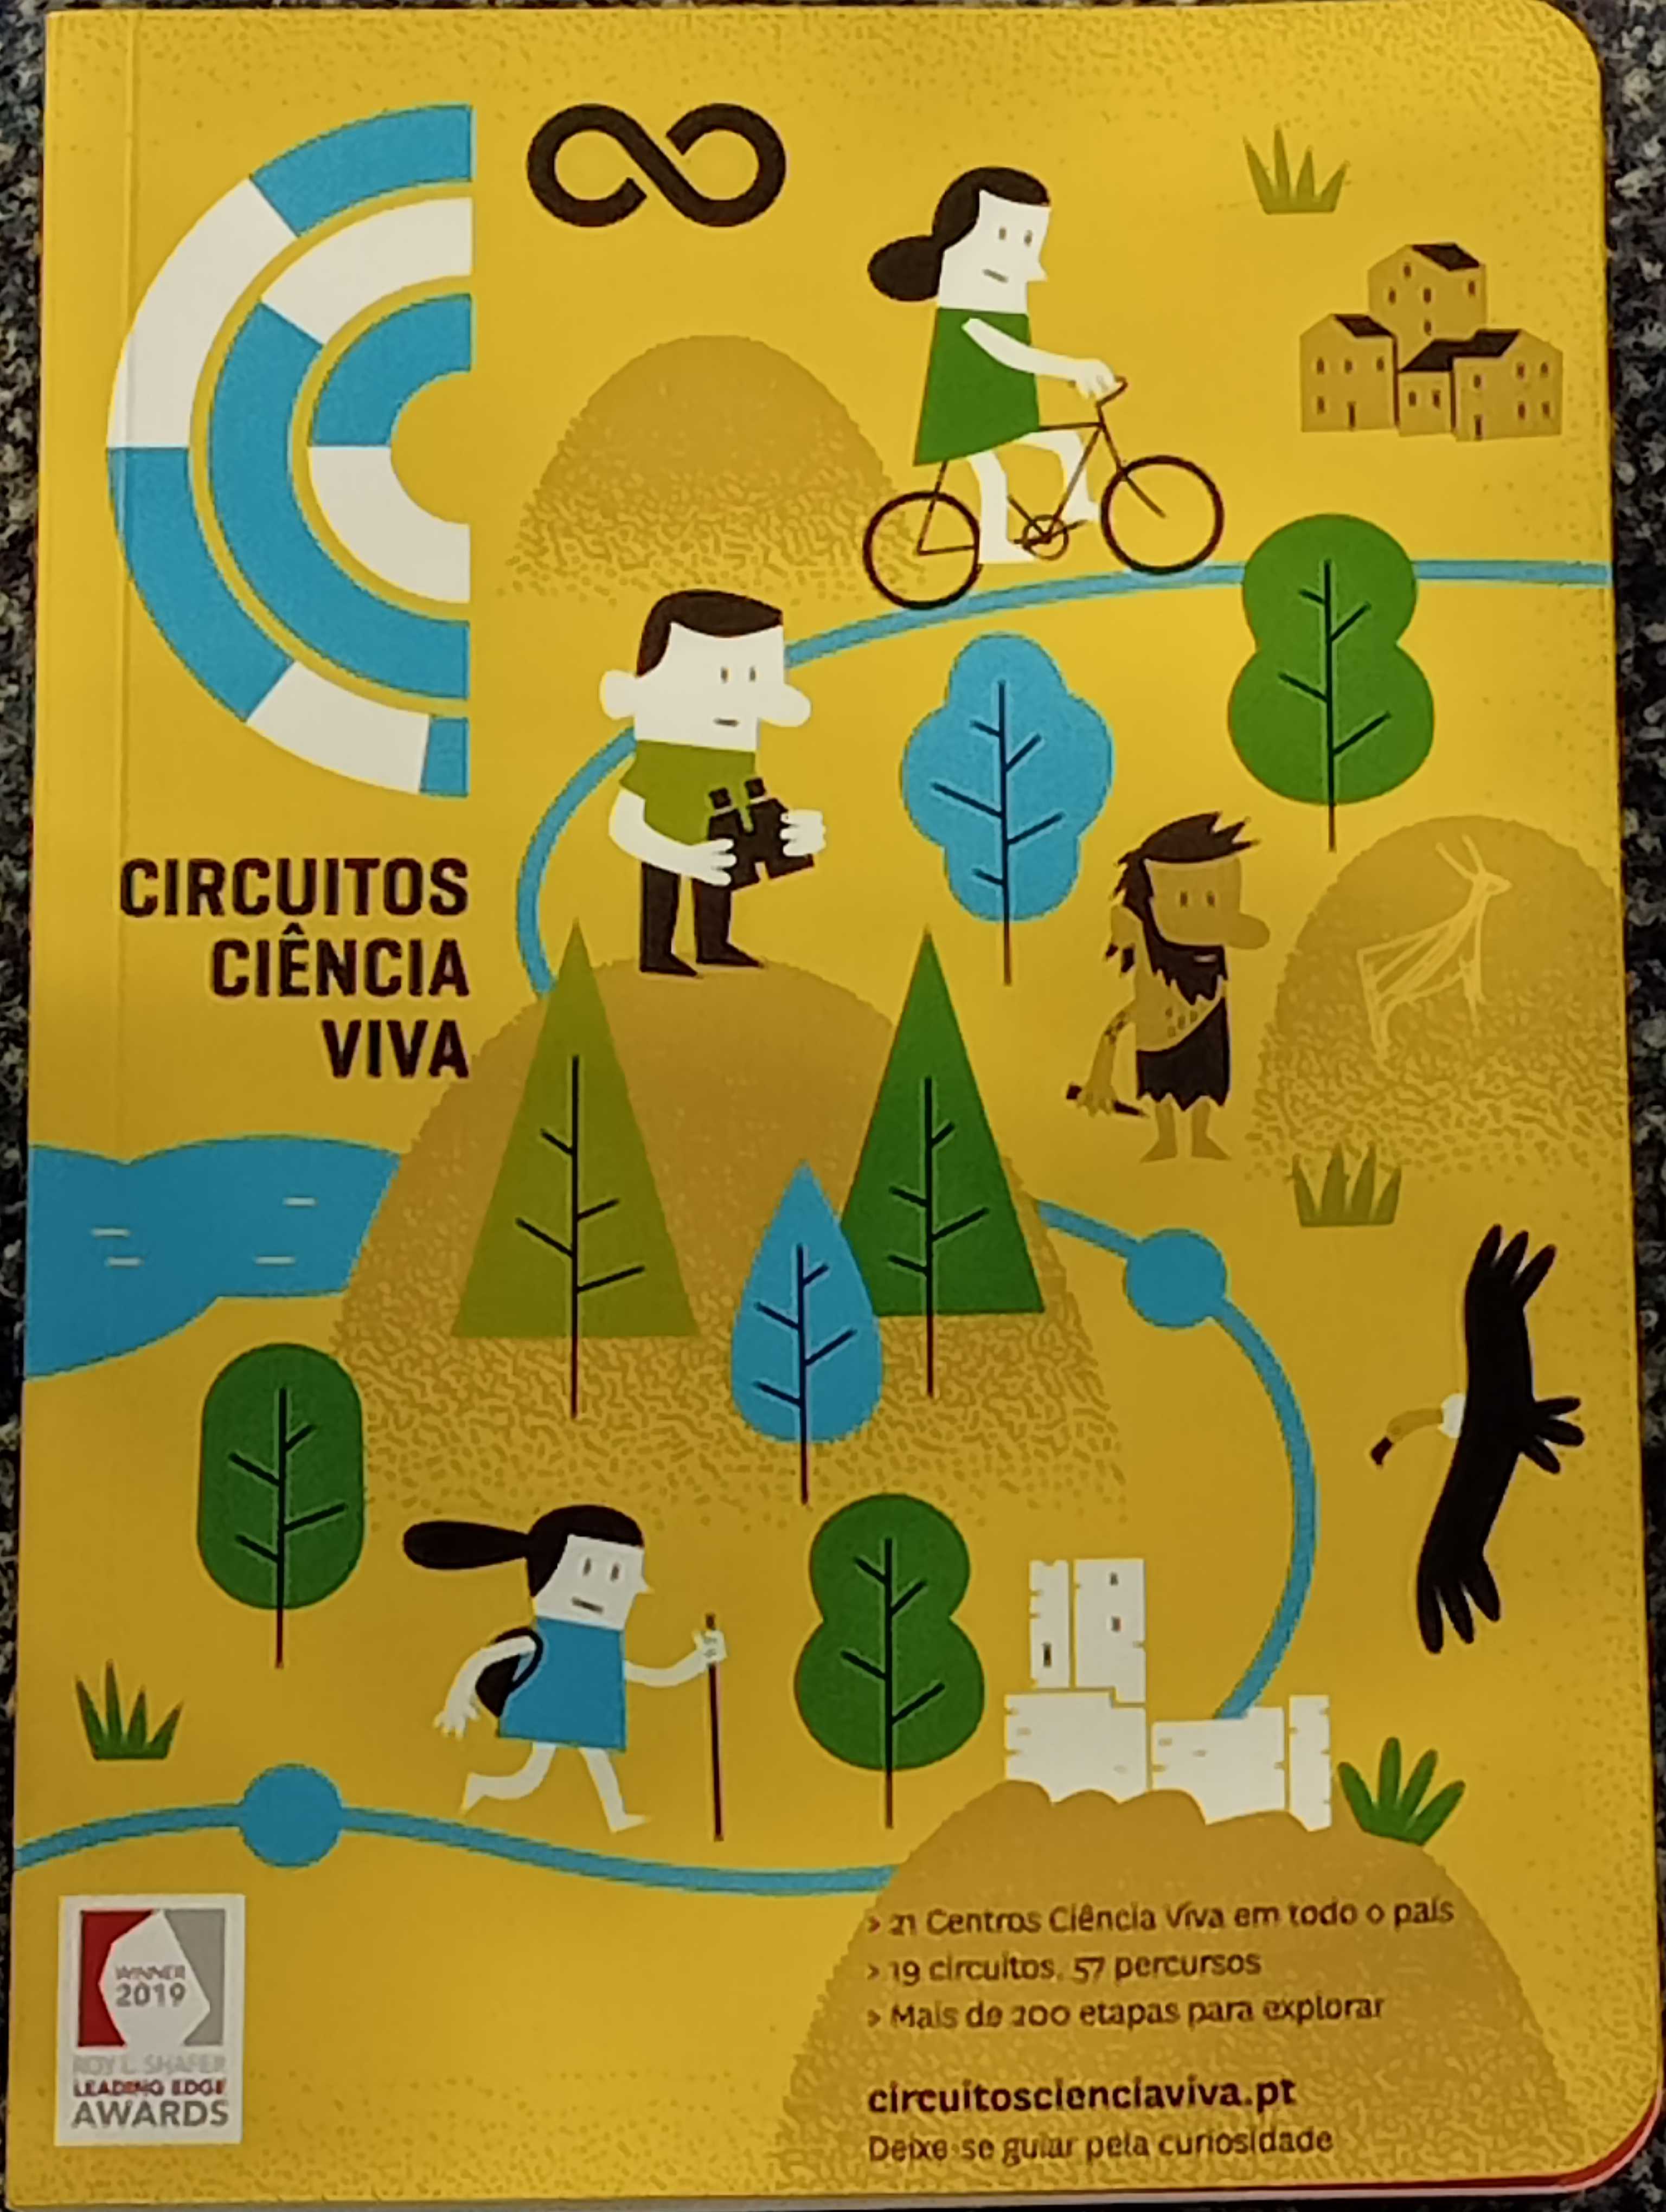 CIRCUITOS
CIÊNCIA
VIVA
> 21 Centros Ciência Viva em todo o país
> 19 circuitos, 57 percursos
> Mais de 200 etapas para explorar
circuitoscienciaviva.pt
Deixe-se guiar pela curiosidade
WINNER
2019
ROY L. SHAFER
LEADING EDGE
AWARDS